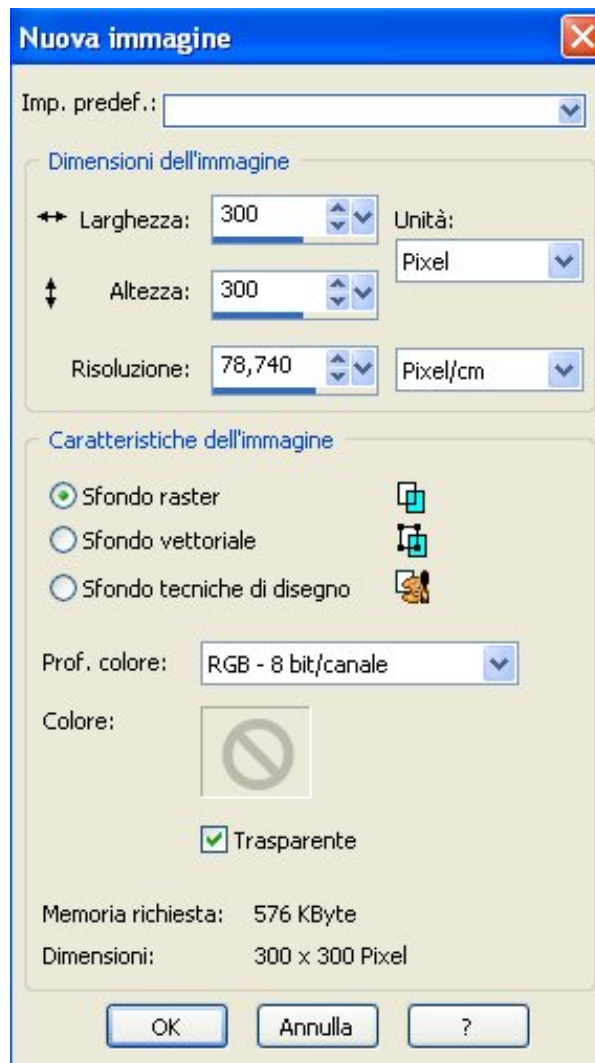 Nuova immagine
Imp. predef.:
Dimensioni dell'immagine
Larghezza: 300 Unità:
Pixel
Altezza: 300
Risoluzione: 78,740 Pixel/cm
Caratteristiche dell'immagine
Sfondo raster
Sfondo vettoriale
Sfondo tecniche di disegno
Prof. colore: RGB - 8 bit/canale
Colore:
Trasparente
Memoria richiesta: 576 KByte
Dimensioni: 300 x 300 Pixel
OK Annulla ?